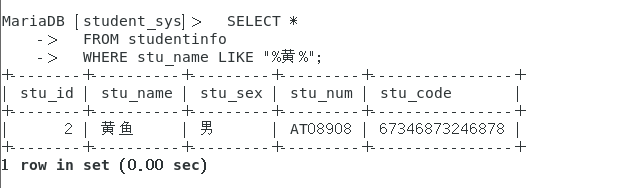 MariaDB [student_sys]> SELECT *
    -> FROM studentinfo
    -> WHERE stu_name LIKE "%黄%";
+--------+----------+---------+---------+----------------+
| stu_id | stu_name | stu_sex | stu_num | stu_code       |
+--------+----------+---------+---------+----------------+
|      2 | 黄鱼     | 男      | AT08908 | 67346873246878 |
+--------+----------+---------+---------+----------------+
1 row in set (0.00 sec)